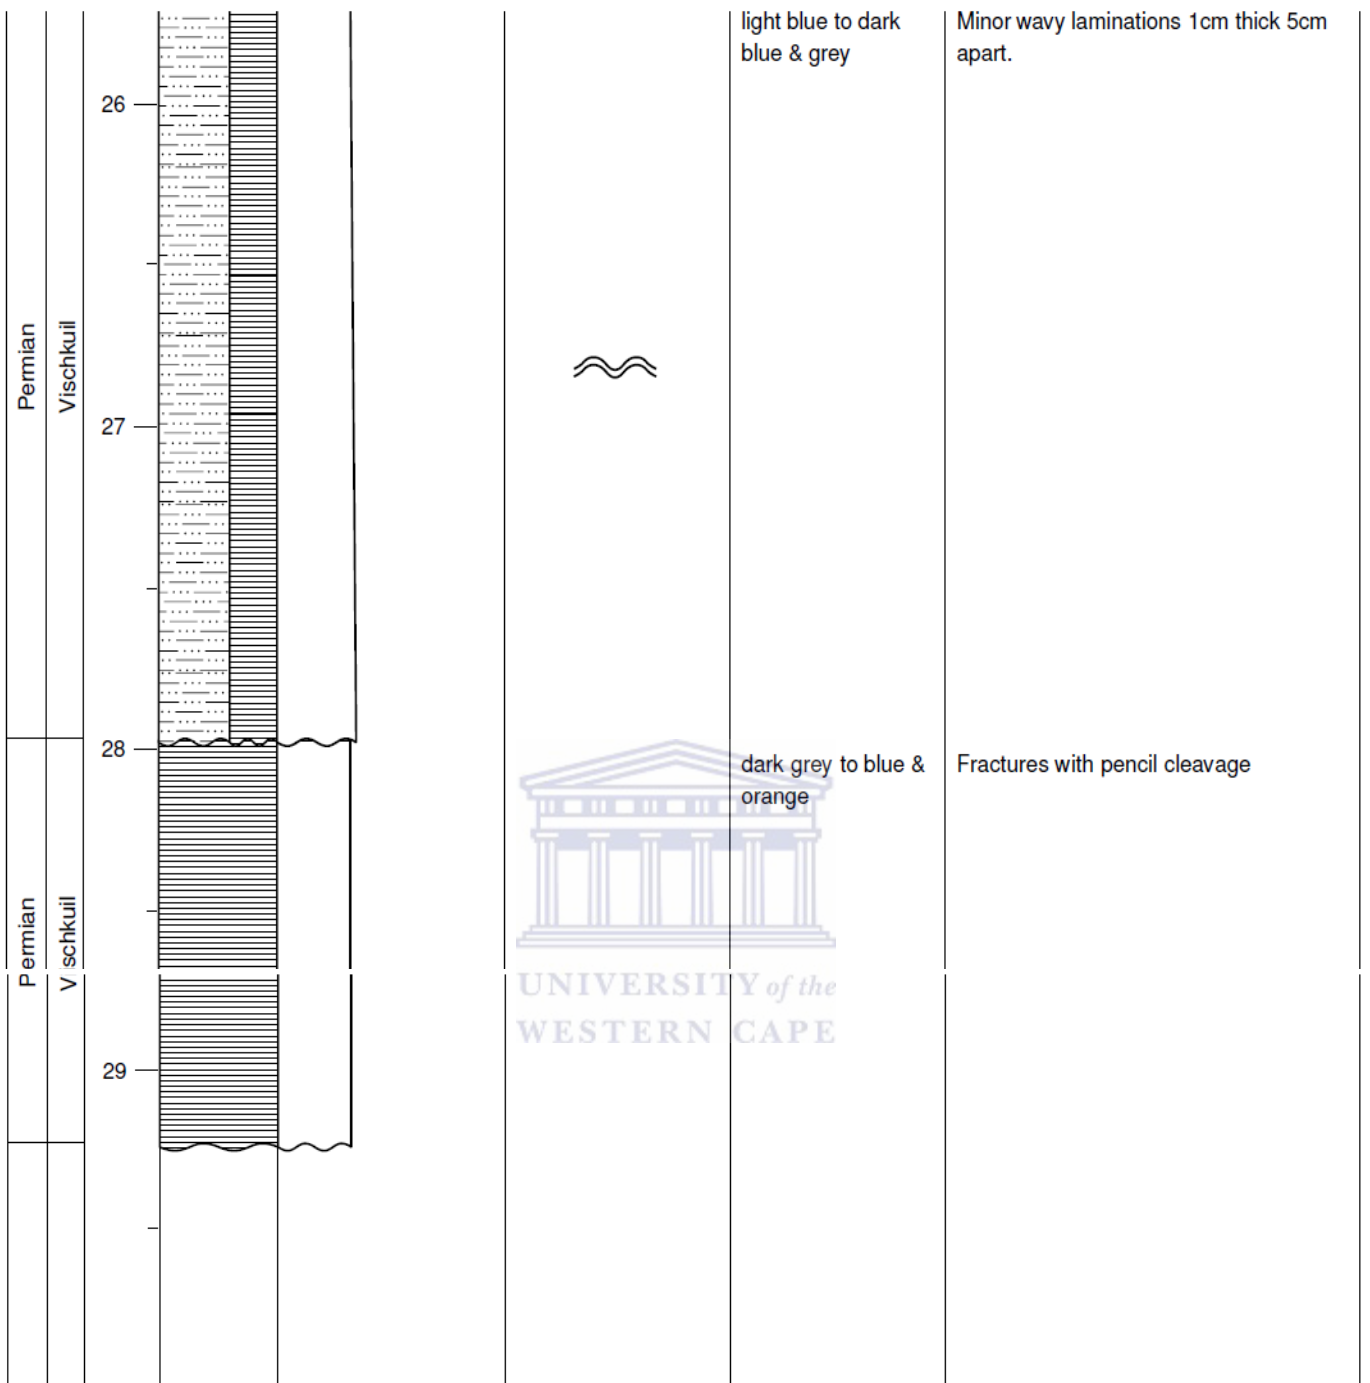 light blue to dark
blue & grey
Minor wavy laminations 1cm thick 5cm
apart.
26
Permian
Vischkuil
27
28
dark grey to blue &
orange
Fractures with pencil cleavage
Permian
Vischkuil
UNIVERSITY of the
WESTERN CAPE
29